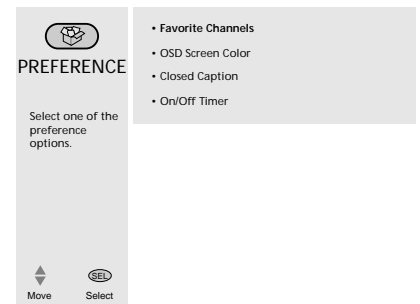 PREFERENCE
Select one of the
preference
options.
• Favorite Channels
• OSD Screen Color
• Closed Caption
• On/Off Timer
SEL
Move Select